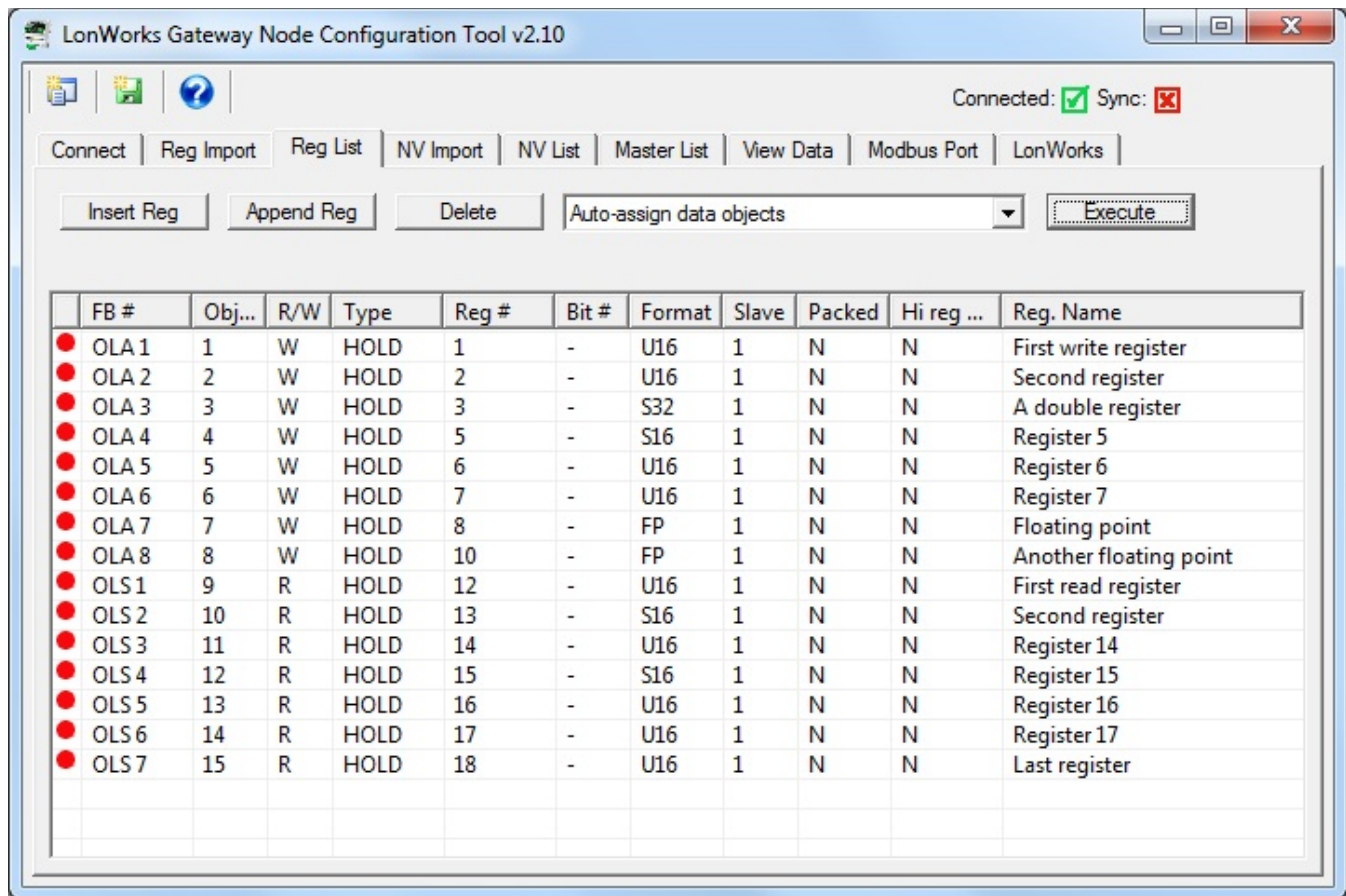 LonWorks Gateway Node Configuration Tool v2.10
Connected: Sync:
Connect Reg Import Reg List NV Import NV List Master List View Data Modbus Port LonWorks
Insert Reg Append Reg Delete Auto-assign data objects Execute
FB # Obj... R/W Type Reg # Bit # Format Slave Packed Hi reg ... Reg. Name
OLA 1 1 W HOLD 1 - U16 1 N N First write register
OLA 2 2 W HOLD 2 - U16 1 N N Second register
OLA 3 3 W HOLD 3 - S32 1 N N A double register
OLA 4 4 W HOLD 5 - S16 1 N N Register 5
OLA 5 5 W HOLD 6 - U16 1 N N Register 6
OLA 6 6 W HOLD 7 - U16 1 N N Register 7
OLA 7 7 W HOLD 8 - FP 1 N N Floating point
OLA 8 8 W HOLD 10 - FP 1 N N Another floating point
OLS 1 9 R HOLD 12 - U16 1 N N First read register
OLS 2 10 R HOLD 13 - S16 1 N N Second register
OLS 3 11 R HOLD 14 - U16 1 N N Register 14
OLS 4 12 R HOLD 15 - S16 1 N N Register 15
OLS 5 13 R HOLD 16 - U16 1 N N Register 16
OLS 6 14 R HOLD 17 - U16 1 N N Register 17
OLS 7 15 R HOLD 18 - U16 1 N N Last register